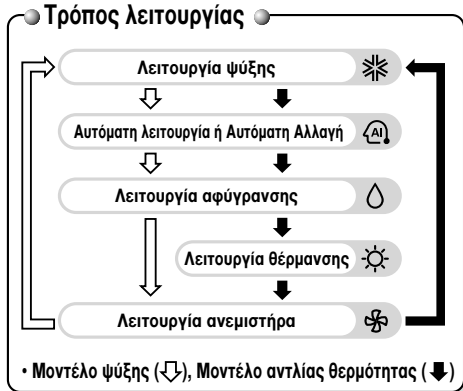 Τρόπος λειτουργίας
Λειτουργία ψύξης
Αυτόματη λειτουργία ή Αυτόματη Αλλαγή
AI
Λειτουργία αφύγρανσης
Λειτουργία θέρμανσης
Λειτουργία ανεμιστήρα
• Μοντέλο ψύξης (⇩), Μοντέλο αντλίας θερμότητας (⬇)